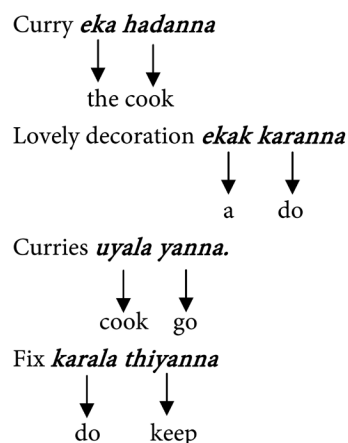 Curry eka hadanna
the cook
Lovely decoration ekak karanna
a do
Curries uyala yanna.
cook go
Fix karala thiyanna
do keep